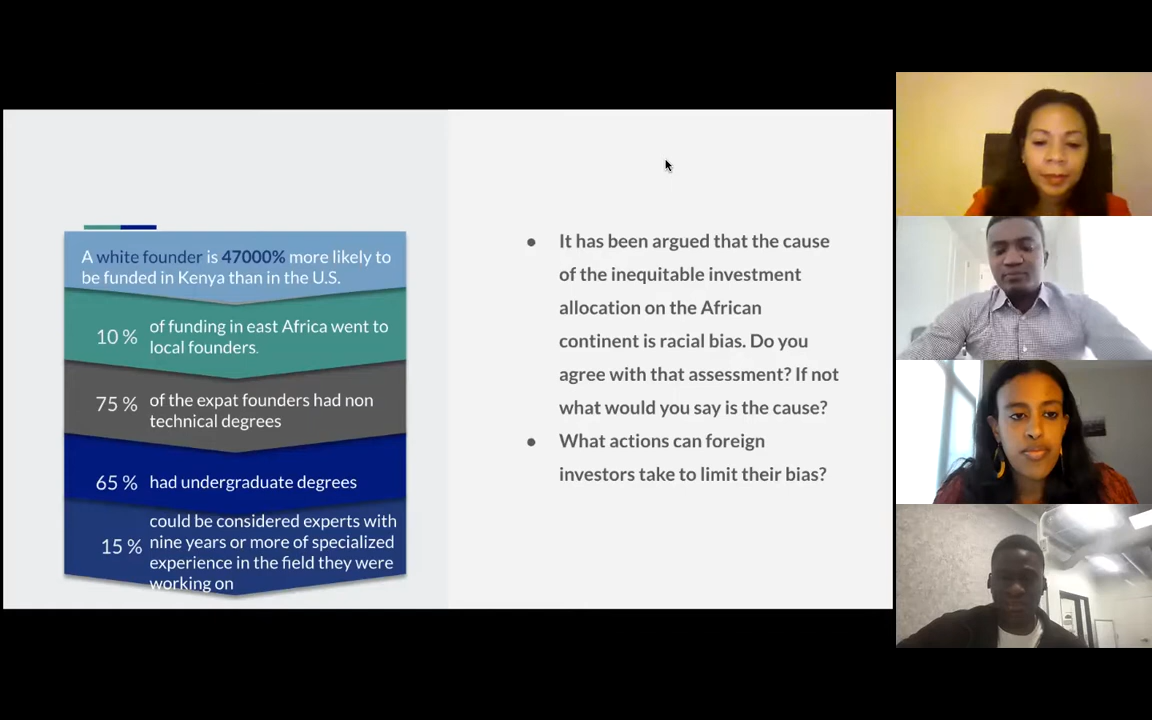 A white founder is 47000% more likely to
be funded in Kenya than in the U.S.
10 % of funding in east Africa went to
local founders.
75 % of the expat founders had non
technical degrees
65 % had undergraduate degrees
could be considered experts with
15 % nine years or more of specialized
experience in the field they were
working on
● It has been argued that the cause
of the inequitable investment
allocation on the African
continent is racial bias. Do you
agree with that assessment? If not
what would you say is the cause?
● What actions can foreign
investors take to limit their bias?